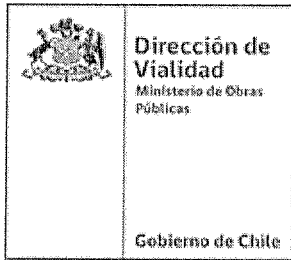 Dirección de
Vialidad
Ministerio de Obras
Públicas
Gobierno de Chile